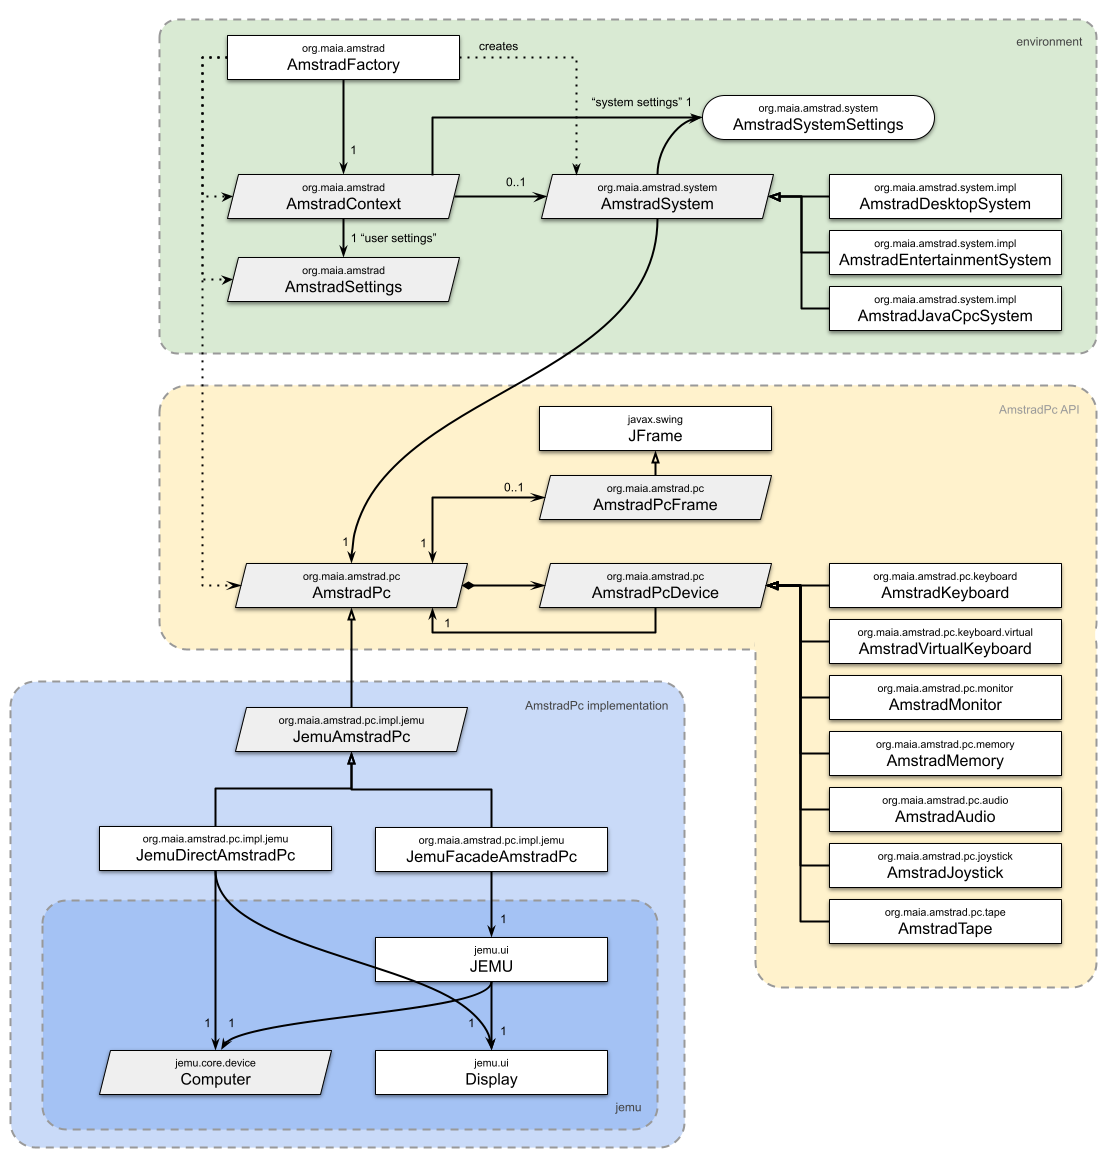 environment
org.maia.amstrad
AmstradFactory
creates
"system settings" 1
org.maia.amstrad.system
AmstradSystemSettings
1
org.maia.amstrad
AmstradContext
0..1
org.maia.amstrad.system
AmstradSystem
org.maia.amstrad.system.impl
AmstradDesktopSystem
1 "user settings"
org.maia.amstrad.system.impl
AmstradEntertainmentSystem
org.maia.amstrad
AmstradSettings
org.maia.amstrad.system.impl
AmstradJavaCpcSystem
AmstradPc API
javax.swing
JFrame
0..1
org.maia.amstrad.pc
AmstradPcFrame
1
1
org.maia.amstrad.pc
AmstradPc
org.maia.amstrad.pc
AmstradPcDevice
org.maia.amstrad.pc.keyboard
AmstradKeyboard
1
org.maia.amstrad.pc.keyboard.virtual
AmstradVirtualKeyboard
org.maia.amstrad.pc.monitor
AmstradMonitor
org.maia.amstrad.pc.memory
AmstradMemory
org.maia.amstrad.pc.audio
AmstradAudio
org.maia.amstrad.pc.joystick
AmstradJoystick
org.maia.amstrad.pc.tape
AmstradTape
AmstradPc implementation
org.maia.amstrad.pc.impl.jemu
JemuAmstradPc
org.maia.amstrad.pc.impl.jemu
JemuDirectAmstradPc
org.maia.amstrad.pc.impl.jemu
JemuFacadeAmstradPc
1
jemu.ui
JEMU
1
1
1
1
jemu.core.device
Computer
jemu.ui
Display
jemu